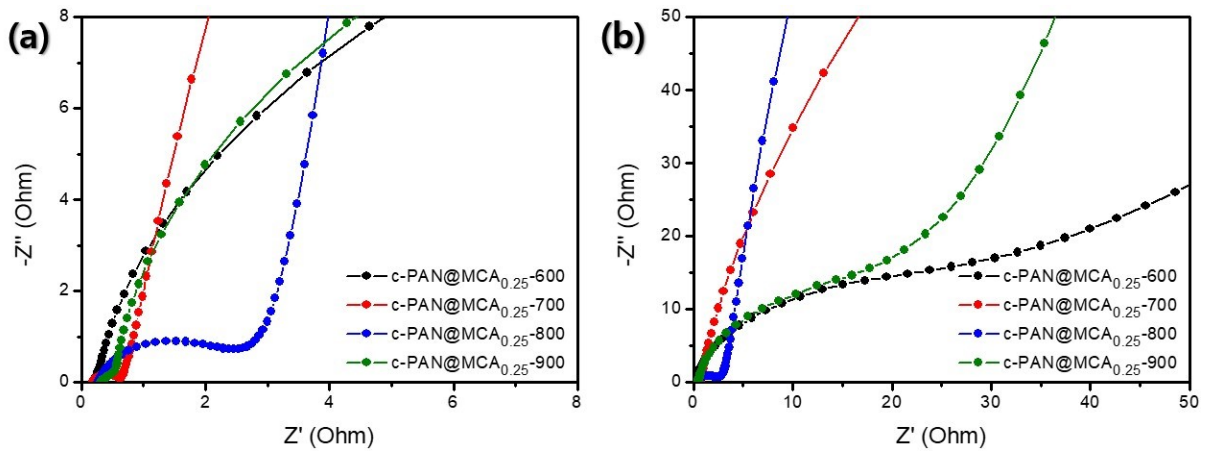 (a)
8
6
4
2
0
-Z'' (Ohm)
c-PAN@MCA0.25-600
c-PAN@MCA0.25-700
c-PAN@MCA0.25-800
c-PAN@MCA0.25-900
0 2 4 6 8
Z' (Ohm)
(b)
50
40
30
20
10
0
-Z'' (Ohm)
c-PAN@MCA0.25-600
c-PAN@MCA0.25-700
c-PAN@MCA0.25-800
c-PAN@MCA0.25-900
0 10 20 30 40 50
Z' (Ohm)